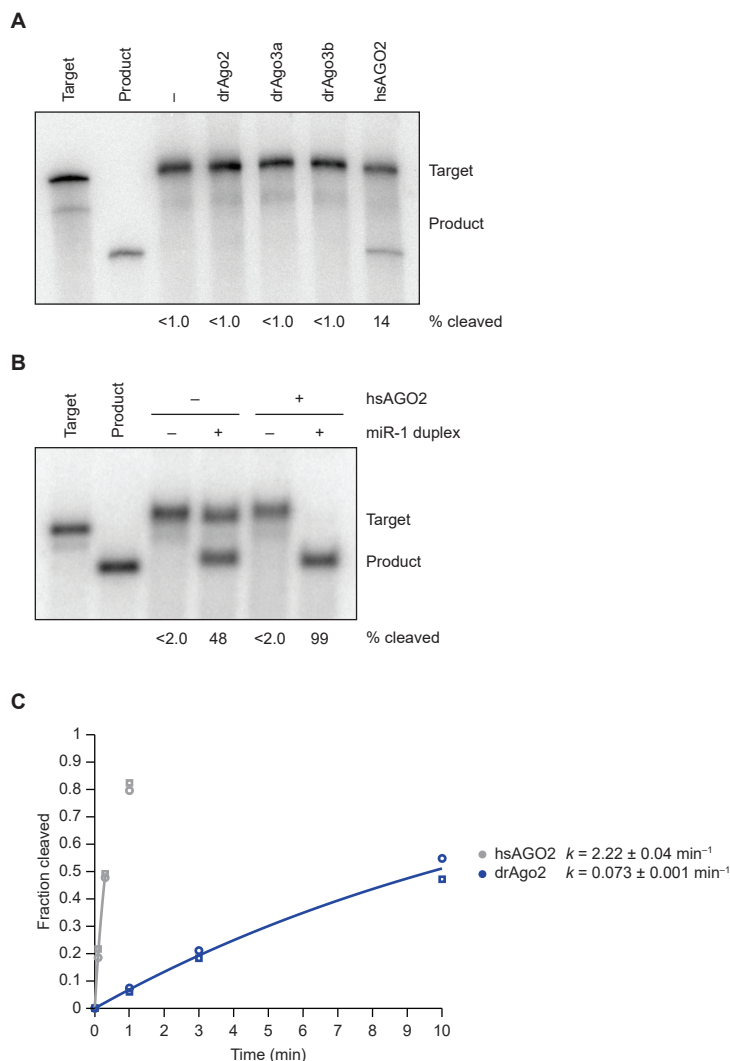 A
Target Product – drAgo2 drAgo3a drAgo3b hsAGO2
Target
Product
<1.0 <1.0 <1.0 <1.0 14 % cleaved
B
Target Product – + hsAGO2
– + – + miR-1 duplex
Target
Product
<2.0 48 <2.0 99 % cleaved
C
1
0.9
0.8
0.7
0.6
0.5
0.4
0.3
0.2
0.1
0
Fraction cleaved
hsAGO2 k = 2.22 ± 0.04 min–1
drAgo2 k = 0.073 ± 0.001 min–1
0 1 2 3 4 5 6 7 8 9 10
Time (min)